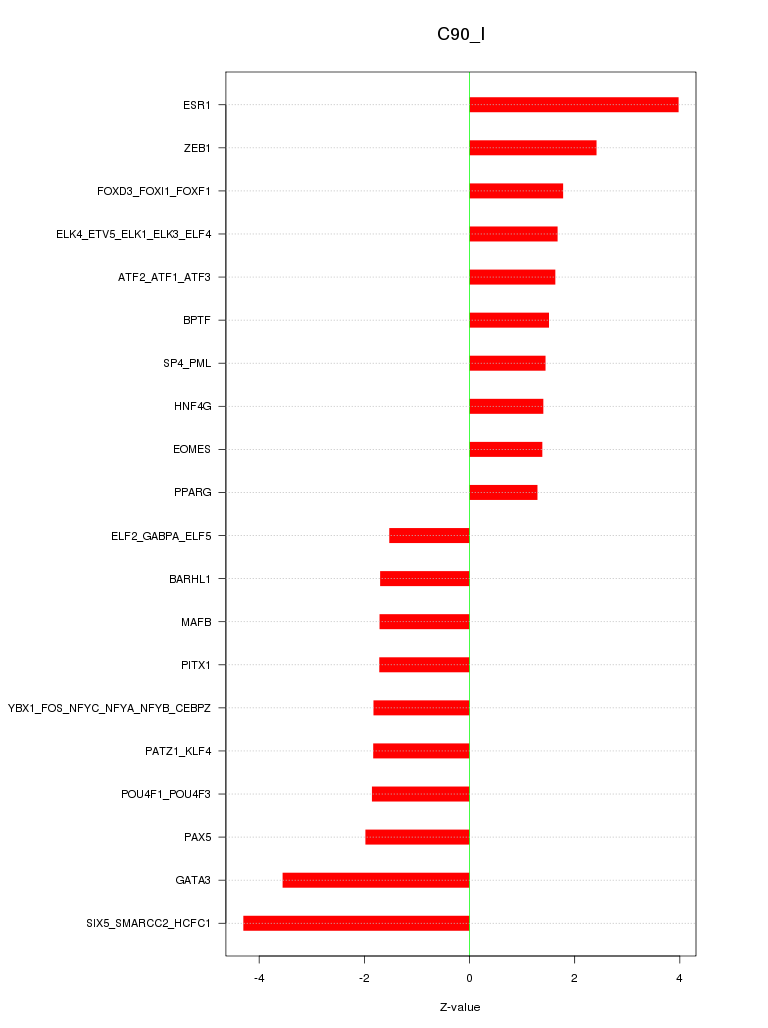 C90_I
ESR1
ZEB1
FOXD3_FOXI1_FOXF1
ELK4_ETV5_ELK1_ELK3_ELF4
ATF2_ATF1_ATF3
BPTF
SP4_PML
HNF4G
EOMES
PPARG
ELF2_GABPA_ELF5
BARHL1
MAFB
PITX1
YBX1_FOS_NFYC_NFYA_NFYB_CEBPZ
PATZ1_KLF4
POU4F1_POU4F3
PAX5
GATA3
SIX5_SMARCC2_HCFC1
-4 -2 0 2 4
Z-value